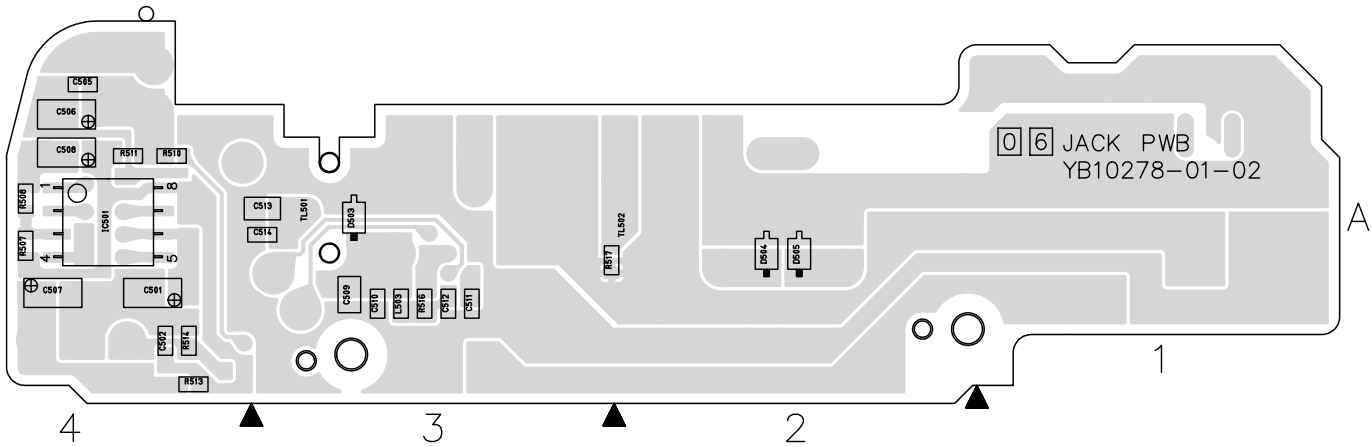 C505
C506
C508
R511 R510
0 6 JACK PWB
YB10278-01-02
1 8
R508
IC501
C513
TL501
D503
TL502
A
C514
R507
4 5
R517
D504
D505
C507
C501
C509
C510
L503
R516
C512
C511
C502
R514
R513
1
4 3 2